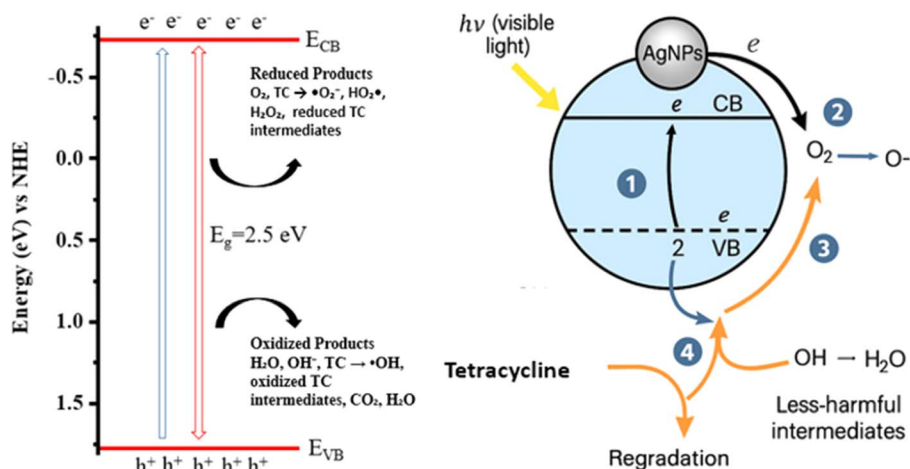 e⁻ e⁻ e⁻ e⁻ e⁻
E_CB
-0.5
0.0
0.5
1.0
1.5
Energy (eV) vs NHE
Reduced Products
O₂, TC → •O₂⁻, HO₂•,
H₂O₂, reduced TC
intermediates
E_g=2.5 eV
Oxidized Products
H₂O, OH⁻, TC → •OH,
oxidized TC
intermediates, CO₂, H₂O
E_VB
h⁺ h⁺ h⁺ h⁺ h⁺
hν (visible
light)
AgNPs
e
e CB
1
2
O₂ → O-
e
2 VB
3
4
Tetracycline
OH → H₂O
Less-harmful
intermediates
Regradation